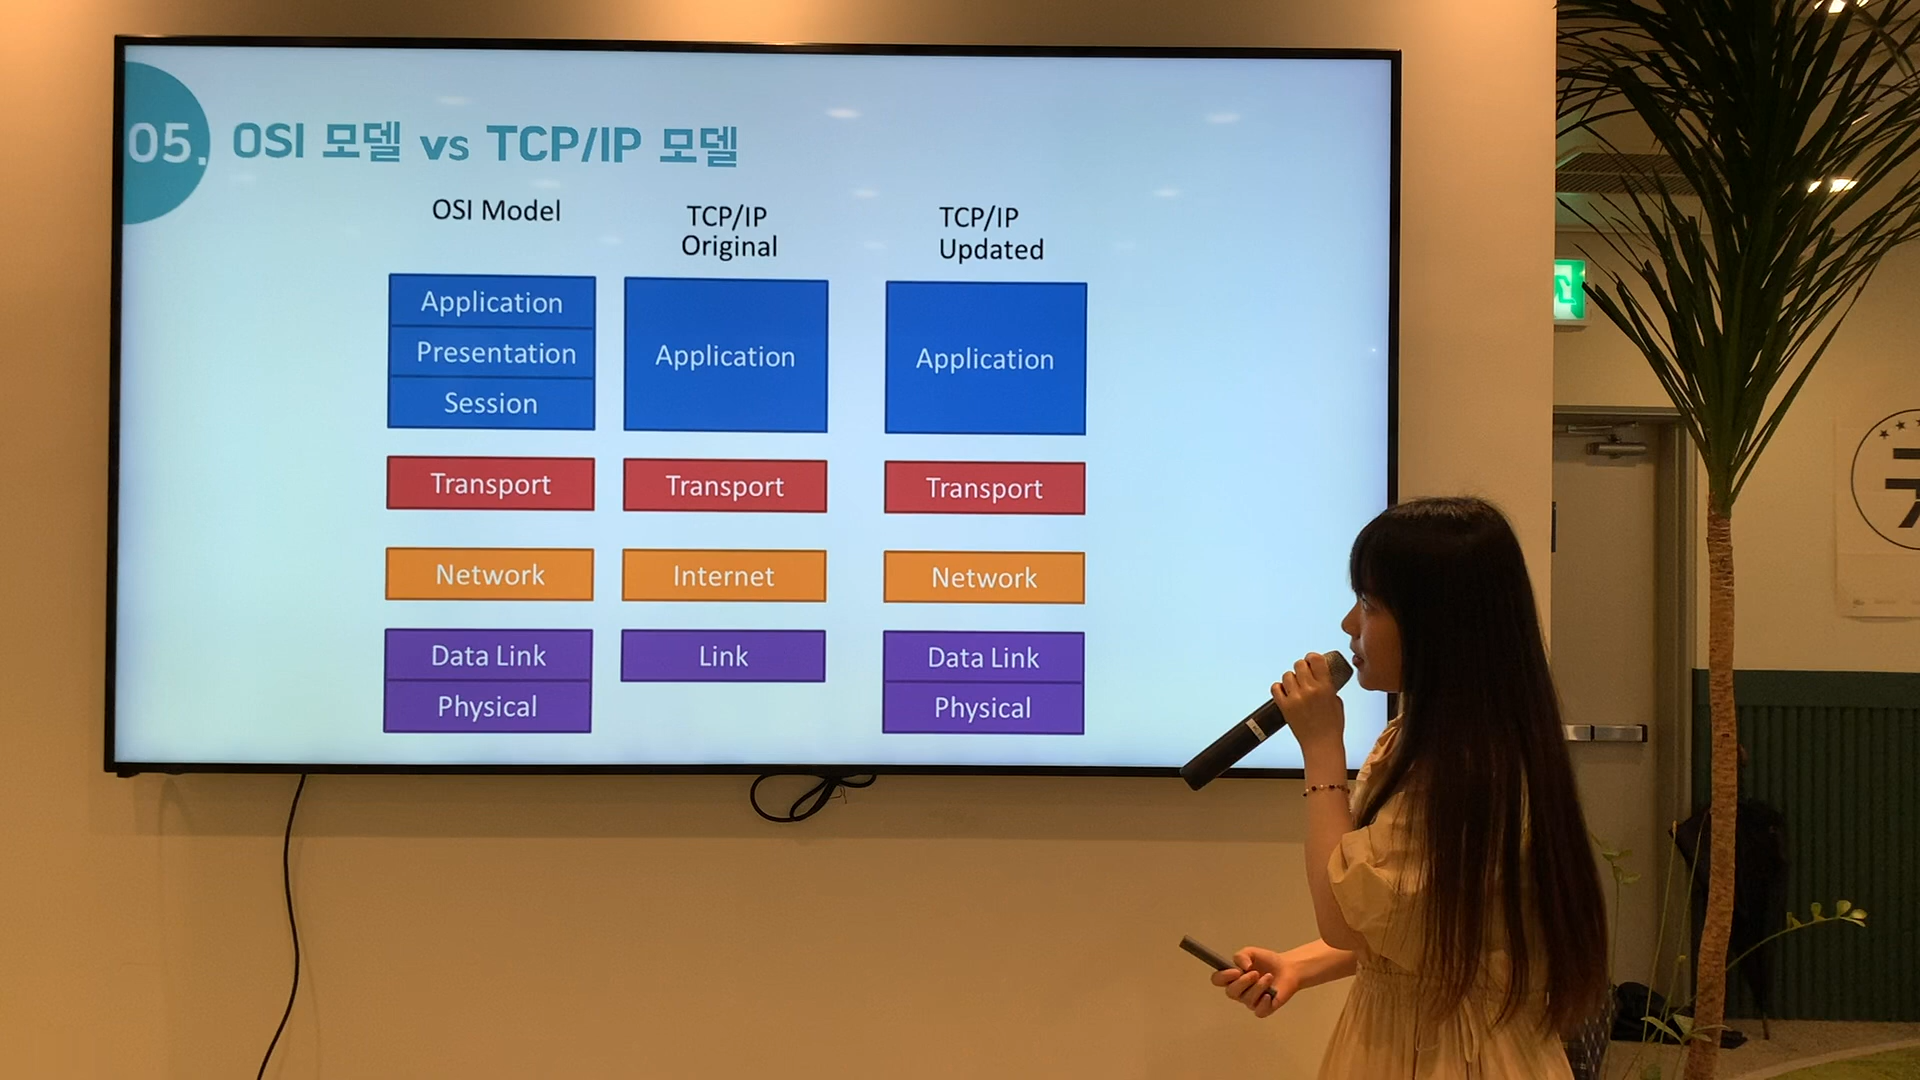 05.
OSI 모델 vs TCP/IP 모델
OSI Model
TCP/IP
Original
TCP/IP
Updated
Application
Presentation
Session
Application
Application
Transport
Transport
Transport
Network
Internet
Network
Data Link
Physical
Link
Data Link
Physical